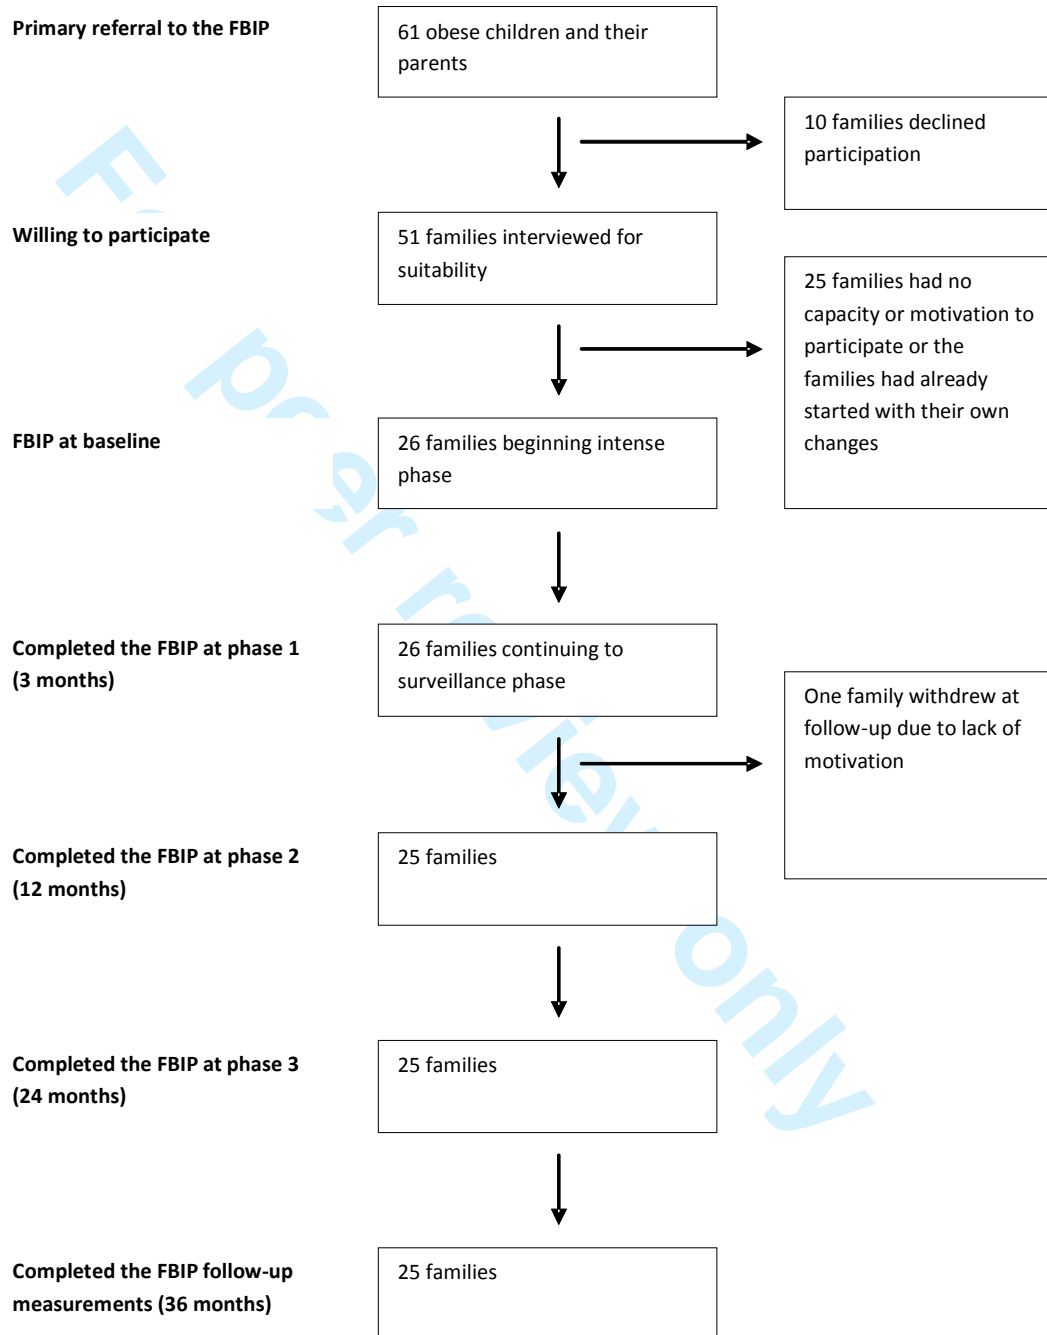 Primary referral to the FBIP
61 obese children and their
parents
10 families declined
participation
Willing to participate
51 families interviewed for
suitability
25 families had no
capacity or motivation to
participate or the
families had already
started with their own
changes
FBIP at baseline
26 families beginning intense
phase
Completed the FBIP at phase 1
(3 months)
26 families continuing to
surveillance phase
One family withdrew at
follow-up due to lack of
motivation
Completed the FBIP at phase 2
(12 months)
25 families
Completed the FBIP at phase 3
(24 months)
25 families
Completed the FBIP follow-up
measurements (36 months)
25 families